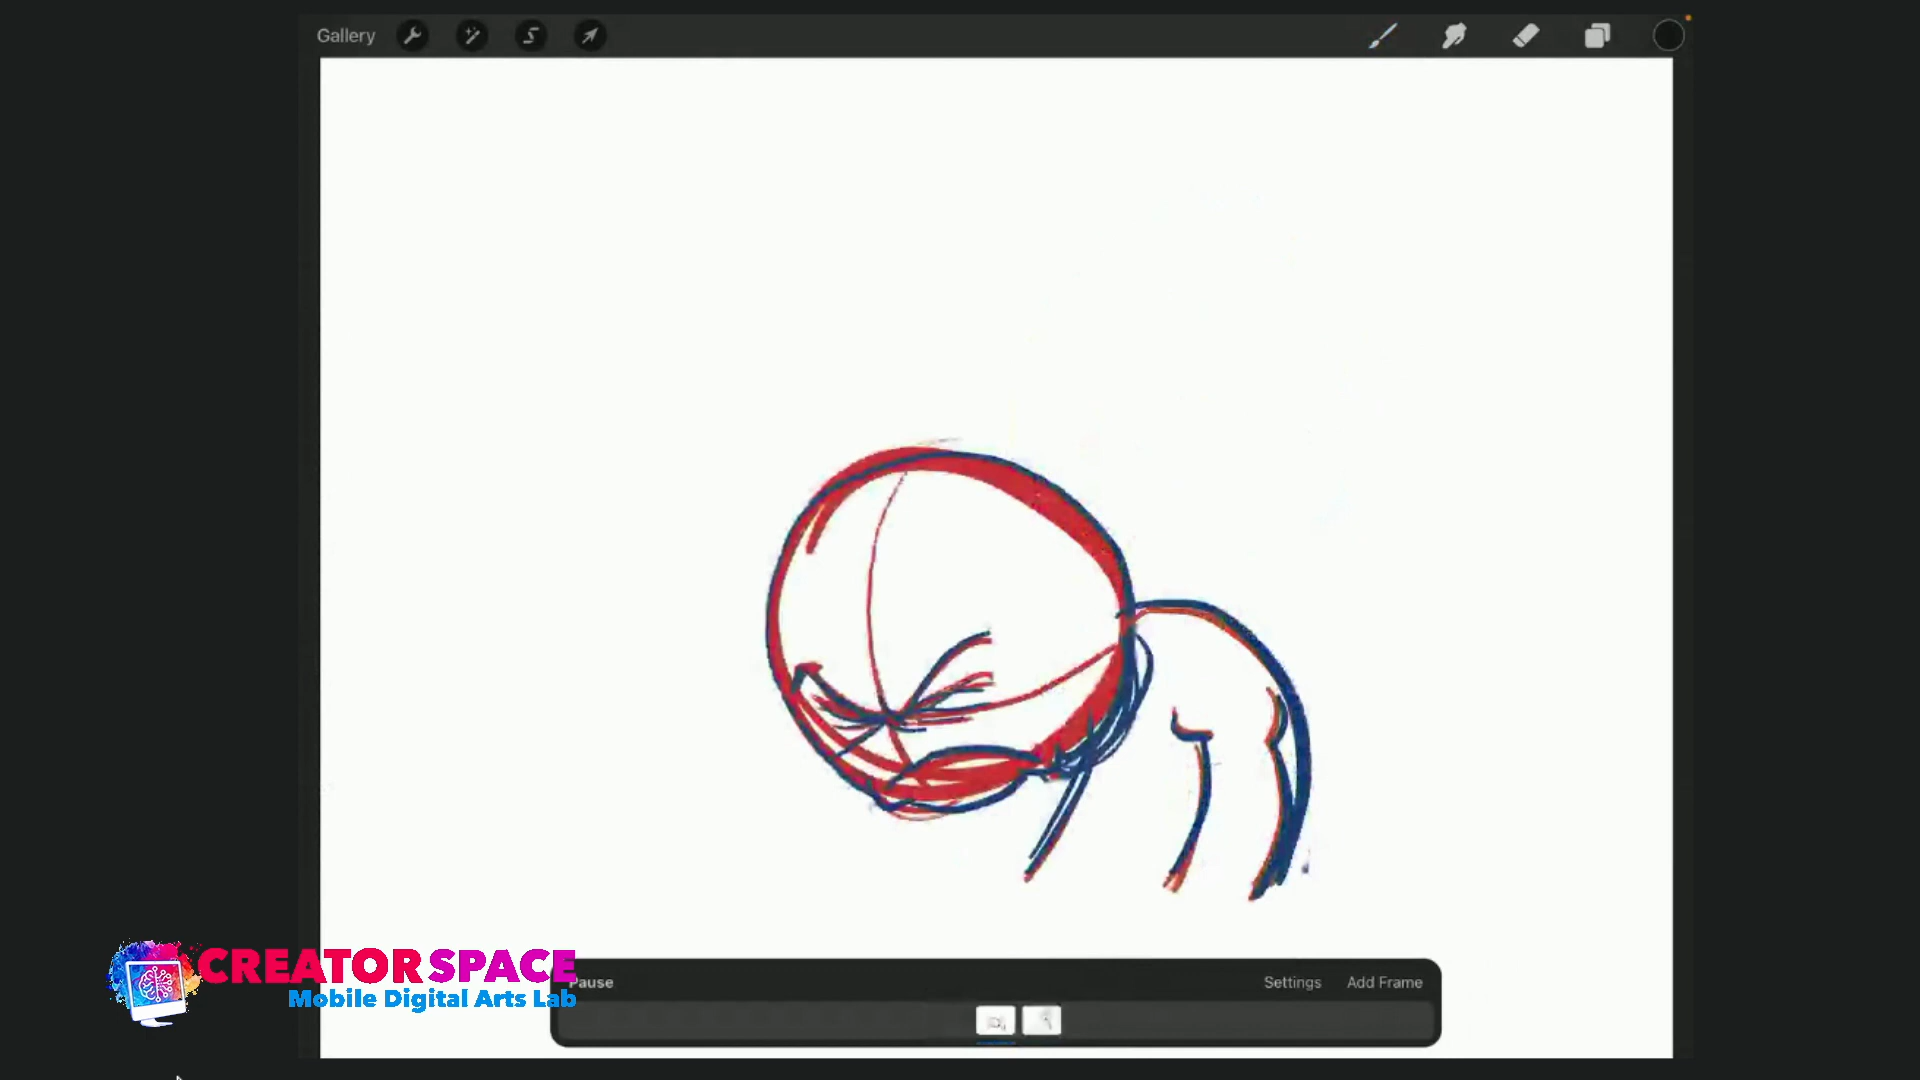 Gallery
CREATOR SPACE
Mobile Digital Arts Lab
Pause
Settings
Add Frame